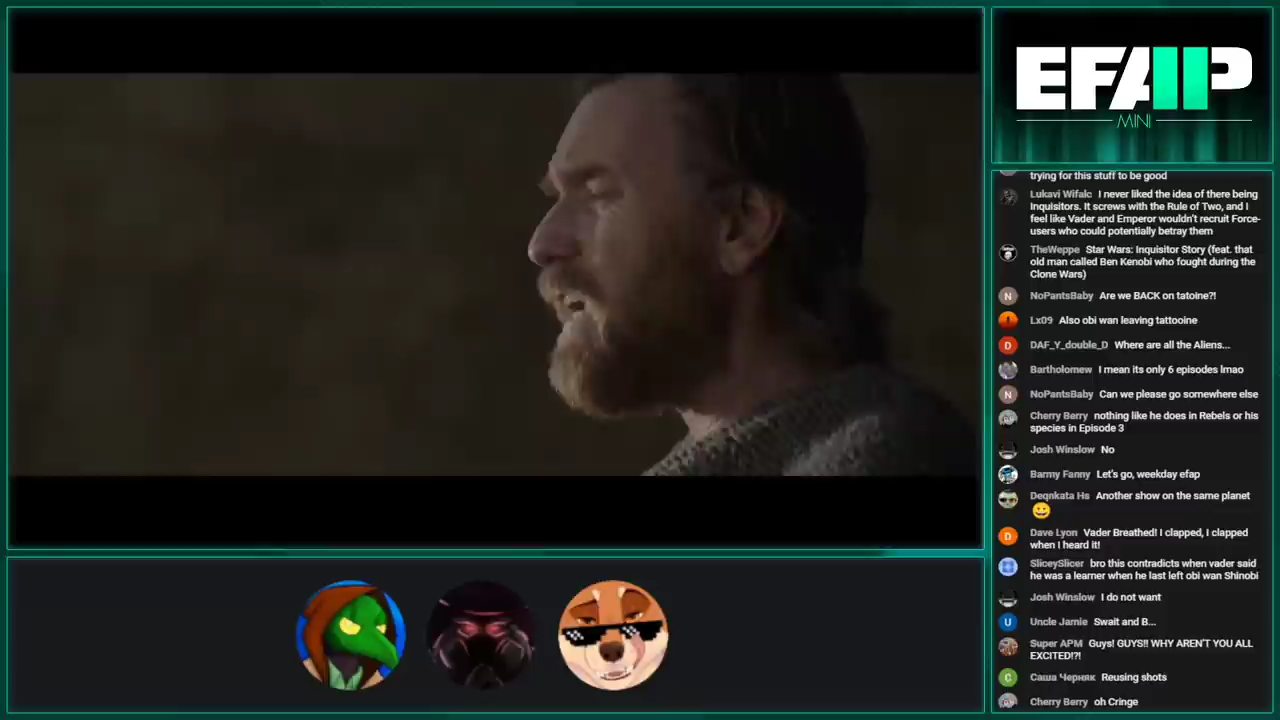 EFAP
MINI
trying for this stuff to be good
Lukavi Wifalc I never liked the idea of there being
Inquisitors. It screws with the Rule of Two, and I
feel like Vader and Emperor wouldn't recruit Force-
users who could potentially betray them
TheWeppe Star Wars: Inquisitor Story (feat. that
old man called Ben Kenobi who fought during the
Clone Wars)
N NoPantsBaby Are we BACK on tatoine?!
Lx09 Also obi wan leaving tattooine
D DAF_Y_double_D Where are all the Aliens...
Bartholomew I mean its only 6 episodes lmao
N NoPantsBaby Can we please go somewhere else
Cherry Berry nothing like he does in Rebels or his
species in Episode 3
Josh Winslow No
Barmy Fanny Let's go, weekday efap
Deqnkata Hs Another show on the same planet
D Dave Lyon Vader Breathed! I clapped, I clapped
when I heard it!
SliceySlicer bro this contradicts when vader said
he was a learner when he last left obi wan Shinobi
Josh Winslow I do not want
U Uncle Jamie Swait and B...
Super APM Guys! GUYS!! WHY AREN'T YOU ALL
EXCITED!?!
С Саша Черняк Reusing shots
Cherry Berry oh Cringe